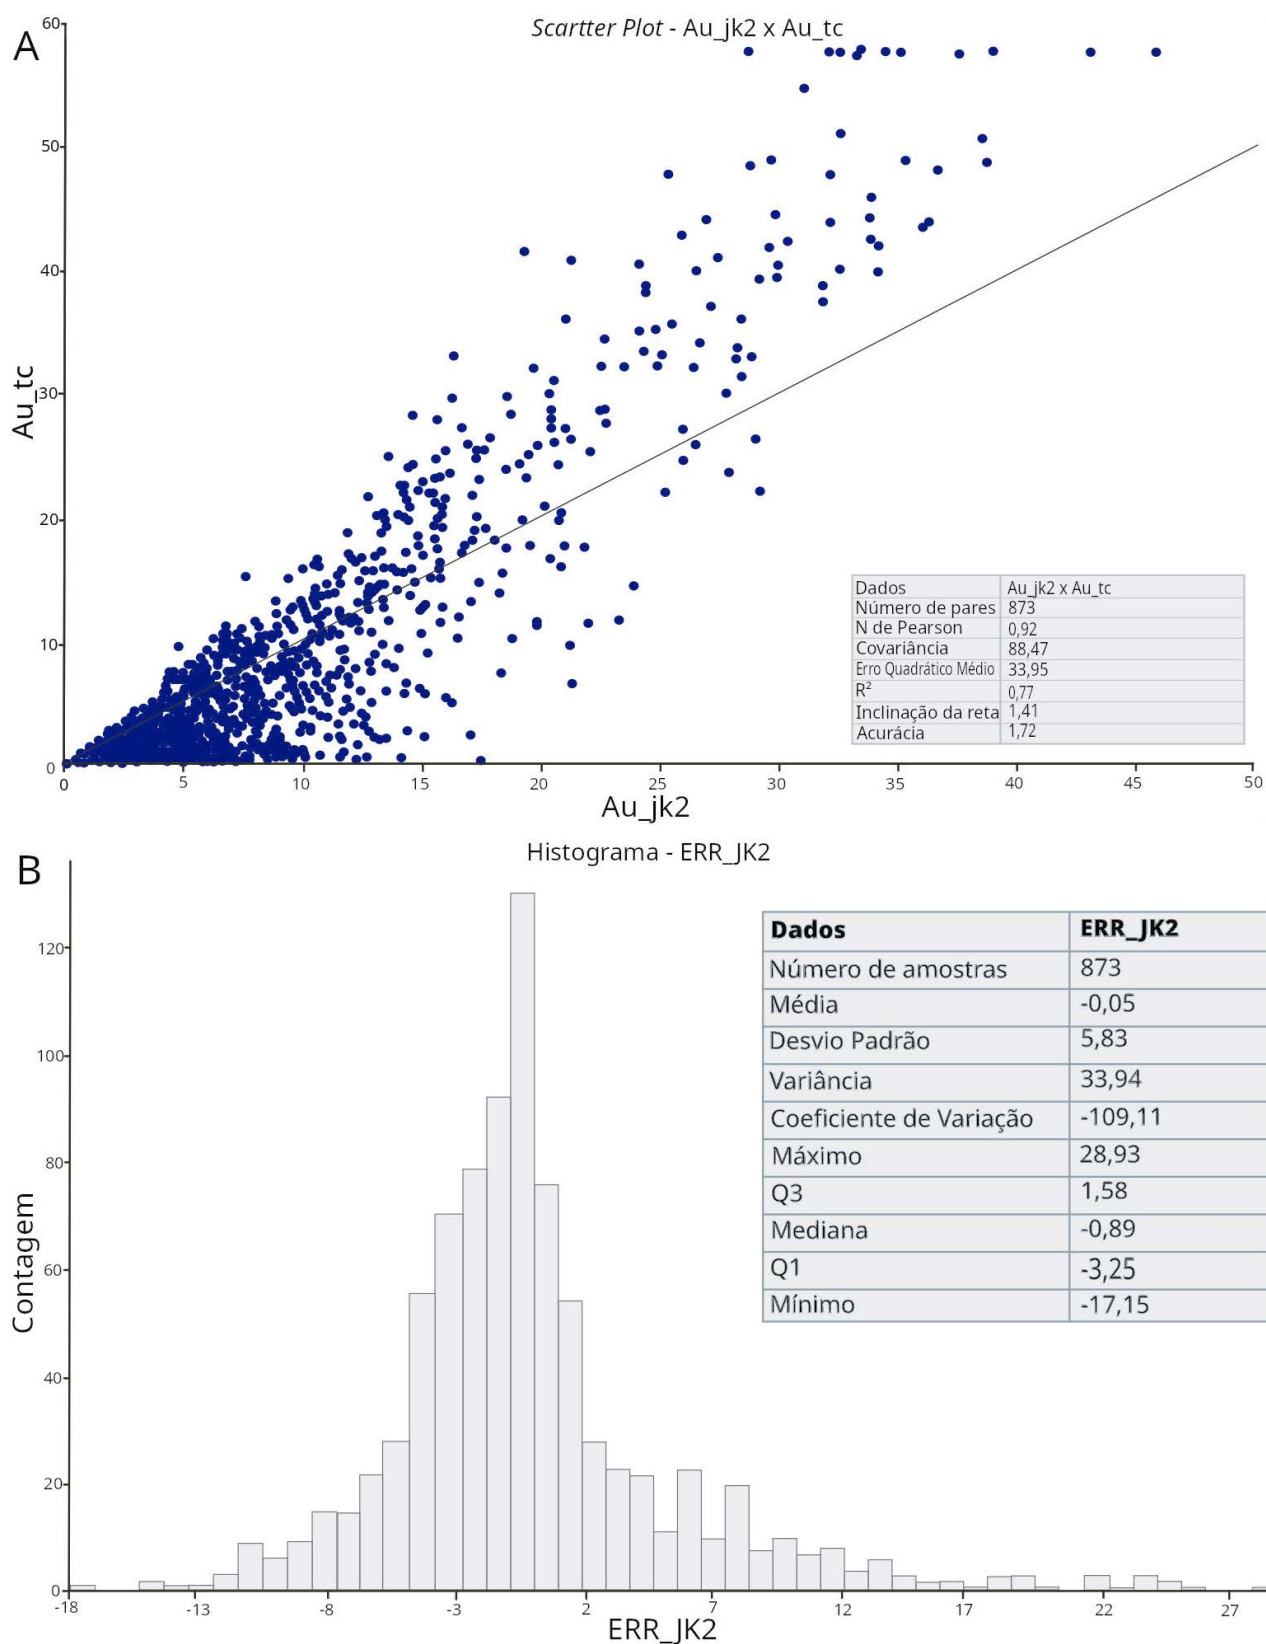 A
Scartter Plot - Au_jk2 x Au_tc
60
50
40
30
20
10
0
Au_tc
Dados Au_jk2 x Au_tc
Número de pares 873
N de Pearson 0,92
Covariância 88,47
Erro Quadrático Médio 33,95
R² 0,77
Inclinação da reta 1,41
Acurácia 1,72
0 5 10 15 20 25 30 35 40 45 50
Au_jk2
B
Histograma - ERR_JK2
120
100
80
60
40
20
0
Contagem
Dados ERR_JK2
Número de amostras 873
Média -0,05
Desvio Padrão 5,83
Variância 33,94
Coeficiente de Variação -109,11
Máximo 28,93
Q3 1,58
Mediana -0,89
Q1 -3,25
Mínimo -17,15
-18 -13 -8 -3 2 7 12 17 22 27
ERR_JK2